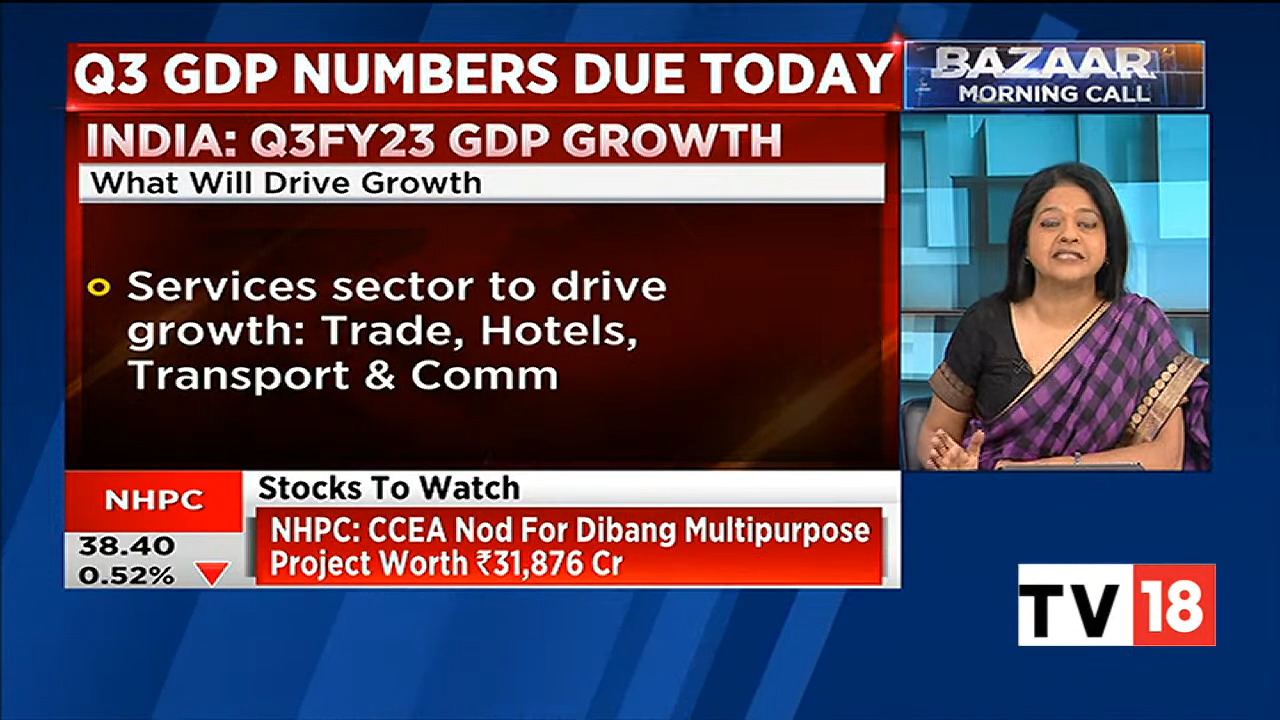 Q3 GDP NUMBERS DUE TODAY
BAZAAR
MORNING CALL
INDIA: Q3FY23 GDP GROWTH
What Will Drive Growth
Services sector to drive
growth: Trade, Hotels,
Transport & Comm
NHPC
38.40
0.52%
Stocks To Watch
NHPC: CCEA Nod For Dibang Multipurpose
Project Worth ₹31,876 Cr
TV 18